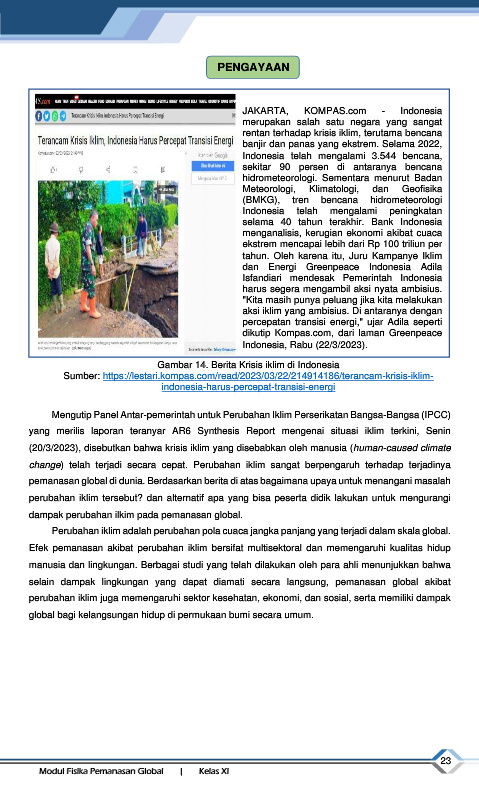 PENGAYAAN
Terancam Krisis Iklim Indonesia Harus Percepat Transisi Energi
Terancam Krisis Iklim, Indonesia Harus Percepat Transisi Energi
JAKARTA, KOMPAS.com - Indonesia
merupakan salah satu negara yang sangat
rentan terhadap krisis iklim, terutama bencana
banjir dan panas yang ekstrem. Selama 2022,
Indonesia telah mengalami 3.544 bencana,
sekitar 90 persen di antaranya bencana
hidrometeorologi. Sementara menurut Badan
Meteorologi, Klimatologi, dan Geofisika
(BMKG), tren bencana hidrometeorologi
Indonesia telah mengalami peningkatan
selama 40 tahun terakhir. Bank Indonesia
menganalisis, kerugian ekonomi akibat cuaca
ekstrem mencapai lebih dari Rp 100 triliun per
tahun. Oleh karena itu, Juru Kampanye Iklim
dan Energi Greenpeace Indonesia Adila
Isfandiari mendesak Pemerintah Indonesia
harus segera mengambil aksi nyata ambisius.
"Kita masih punya peluang jika kita melakukan
aksi iklim yang ambisius. Di antaranya dengan
percepatan transisi energi," ujar Adila seperti
dikutip Kompas.com, dari laman Greenpeace
Indonesia, Rabu (22/3/2023).
Gambar 14. Berita Krisis iklim di Indonesia
Sumber: https://lestari.kompas.com/read/2023/03/22/214914186/terancam-krisis-iklim-
indonesia-harus-percepat-transisi-energi
Mengutip Panel Antar-pemerintah untuk Perubahan Iklim Perserikatan Bangsa-Bangsa (IPCC)
yang merilis laporan teranyar AR6 Synthesis Report mengenai situasi iklim terkini, Senin
(20/3/2023), disebutkan bahwa krisis iklim yang disebabkan oleh manusia (human-caused climate
change) telah terjadi secara cepat. Perubahan iklim sangat berpengaruh terhadap terjadinya
pemanasan global di dunia. Berdasarkan berita di atas bagaimana upaya untuk menangani masalah
perubahan iklim tersebut? dan alternatif apa yang bisa peserta didik lakukan untuk mengurangi
dampak perubahan ilkim pada pemanasan global.
Perubahan iklim adalah perubahan pola cuaca jangka panjang yang terjadi dalam skala global.
Efek pemanasan akibat perubahan iklim bersifat multisektoral dan memengaruhi kualitas hidup
manusia dan lingkungan. Berbagai studi yang telah dilakukan oleh para ahli menunjukkan bahwa
selain dampak lingkungan yang dapat diamati secara langsung, pemanasan global akibat
perubahan iklim juga memengaruhi sektor kesehatan, ekonomi, dan sosial, serta memiliki dampak
global bagi kelangsungan hidup di permukaan bumi secara umum.
23
Modul Fisika Pemanasan Global | Kelas XI